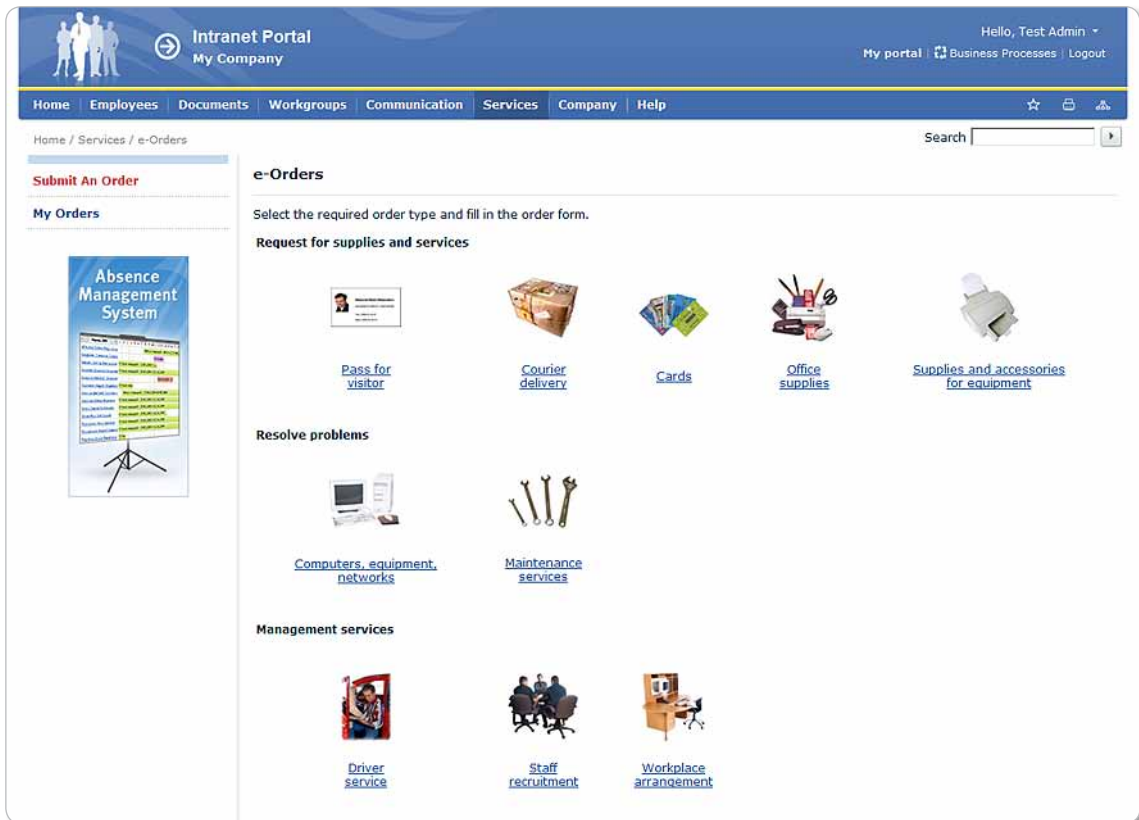 Intranet Portal
My Company
Hello, Test Admin
My portal | Business Processes | Logout
Home | Employees | Documents | Workgroups | Communication | Services | Company | Help
Home / Services / e-Orders
Search
Submit An Order
My Orders
Absence
Management
System
e-Orders
Select the required order type and fill in the order form.
Request for supplies and services
Pass for
visitor
Courier
delivery
Cards
Office
supplies
Supplies and accessories
for equipment
Resolve problems
Computers, equipment,
networks
Maintenance
services
Management services
Driver
service
Staff
recruitment
Workplace
arrangement